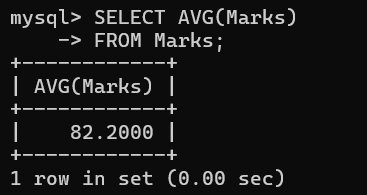 mysql> SELECT AVG(Marks)
    -> FROM Marks;
+------------+
| AVG(Marks) |
+------------+
|    82.2000 |
+------------+
1 row in set (0.00 sec)